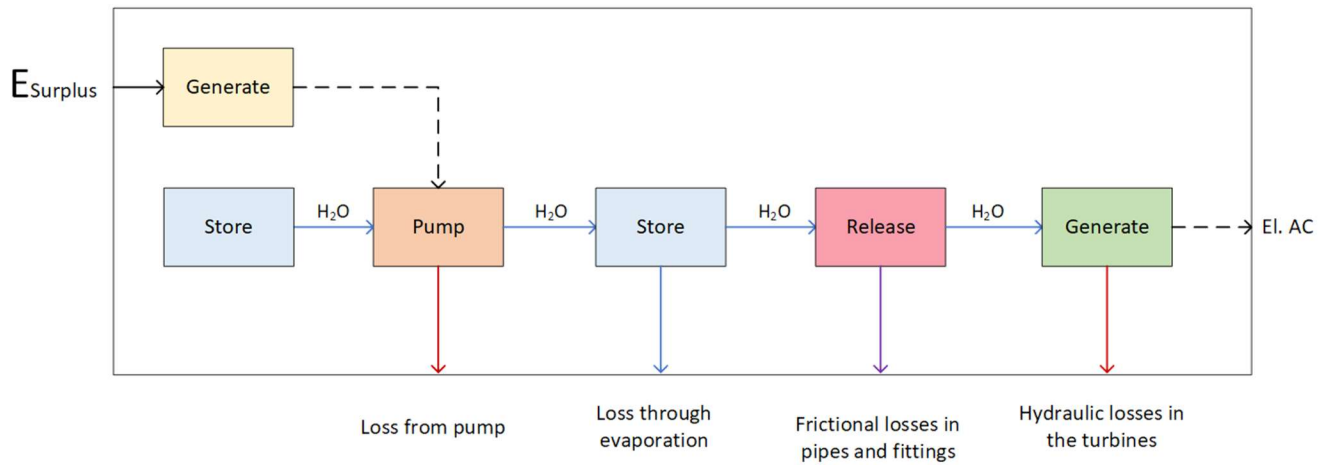 E Surplus
Generate
Store
H₂O
Pump
H₂O
Store
H₂O
Release
H₂O
Generate
El. AC
Loss from pump
Loss through
evaporation
Frictional losses in
pipes and fittings
Hydraulic losses in
the turbines